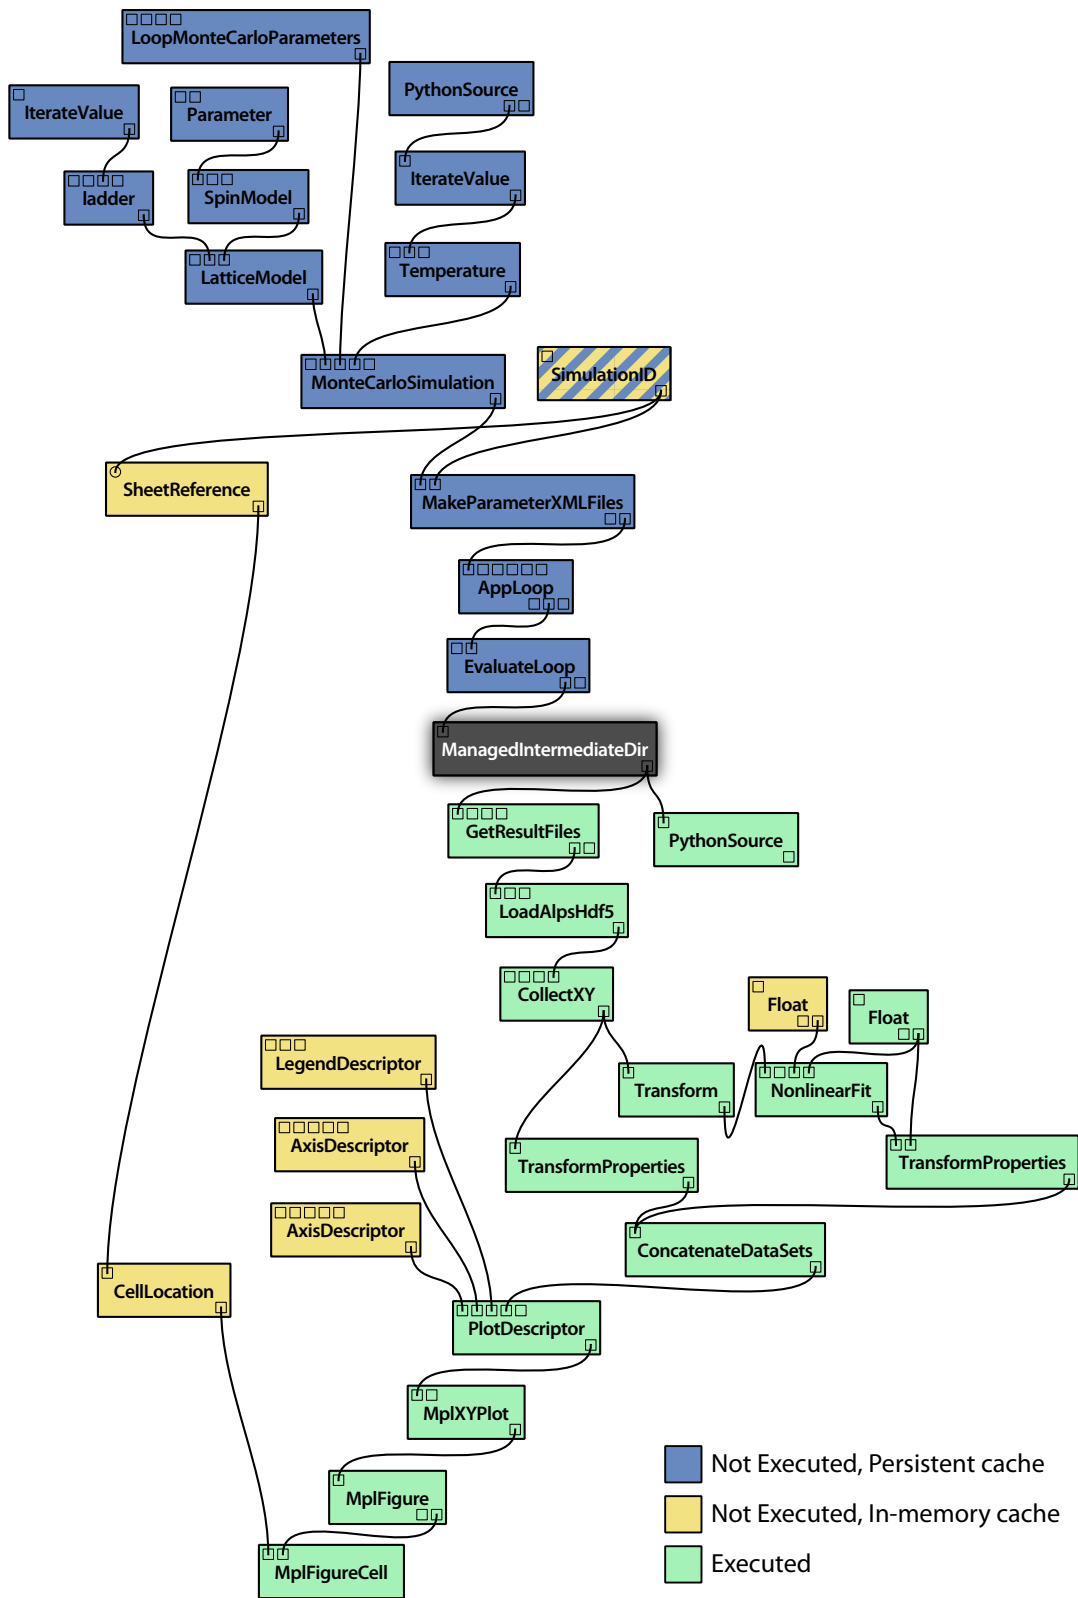 LoopMonteCarloParameters
IterateValue
Parameter
PythonSource
ladder
SpinModel
IterateValue
LatticeModel
Temperature
MonteCarloSimulation
SimulationID
SheetReference
MakeParameterXMLFiles
AppLoop
EvaluateLoop
ManagedIntermediateDir
GetResultFiles
PythonSource
LoadAlpsHdf5
CollectXY
Float
Float
LegendDescriptor
Transform
NonlinearFit
AxisDescriptor
TransformProperties
TransformProperties
AxisDescriptor
ConcatenateDataSets
CellLocation
PlotDescriptor
MplXYPlot
MplFigure
MplFigureCell
Not Executed, Persistent cache
Not Executed, In-memory cache
Executed